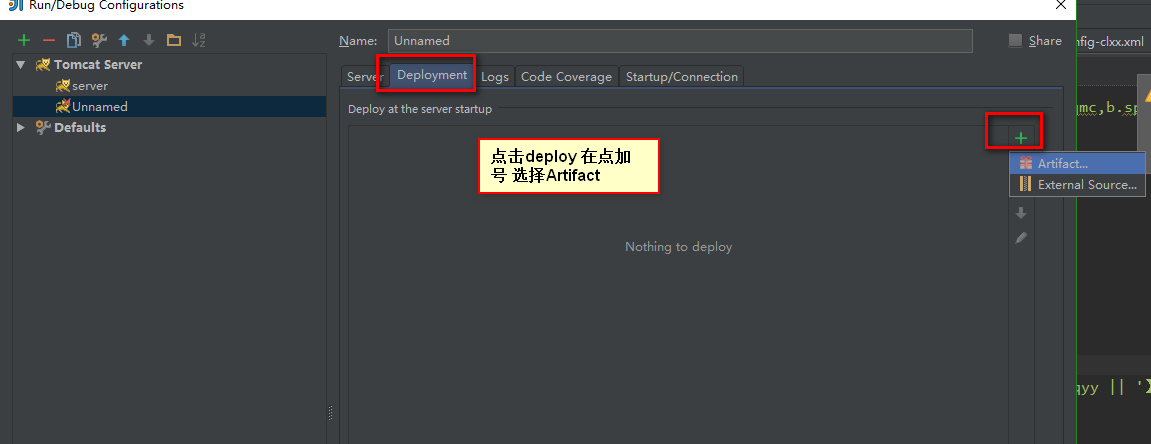 Run/Debug Configurations
Name: Unnamed
Share
nfig-clxx.xml
Tomcat Server
server
Unnamed
Defaults
Server Deployment Logs Code Coverage Startup/Connection
Deploy at the server startup
点击deploy 在点加
号 选择Artifact
Artifact...
External Source...
Nothing to deploy
qmc,b.sp
qyy || '